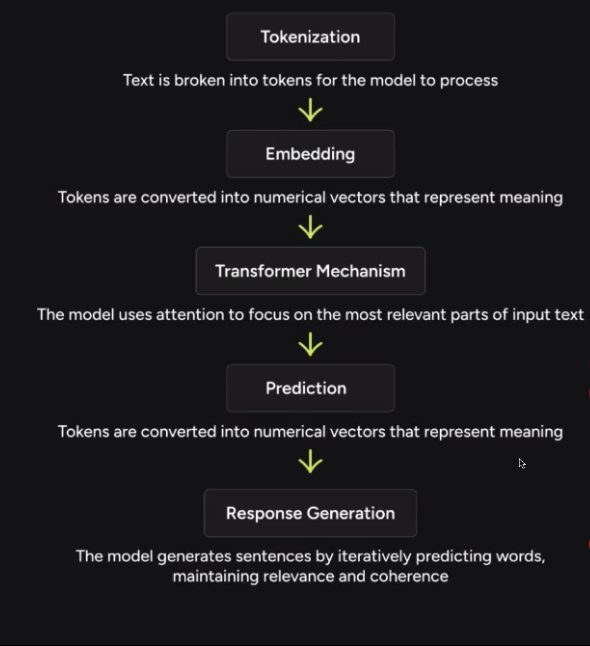 Tokenization
Text is broken into tokens for the model to process
Embedding
Tokens are converted into numerical vectors that represent meaning
Transformer Mechanism
The model uses attention to focus on the most relevant parts of input text
Prediction
Tokens are converted into numerical vectors that represent meaning
Response Generation
The model generates sentences by iteratively predicting words,
maintaining relevance and coherence